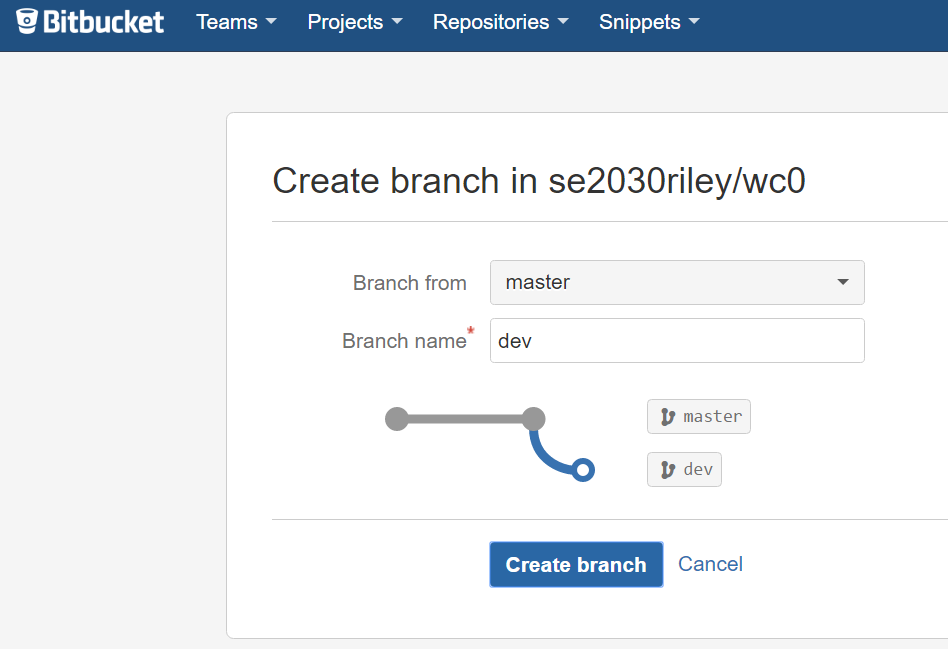 Bitbucket Teams Projects Repositories Snippets
Create branch in se2030riley/wc0
Branch from master
Branch name* dev
master
dev
Create branch Cancel